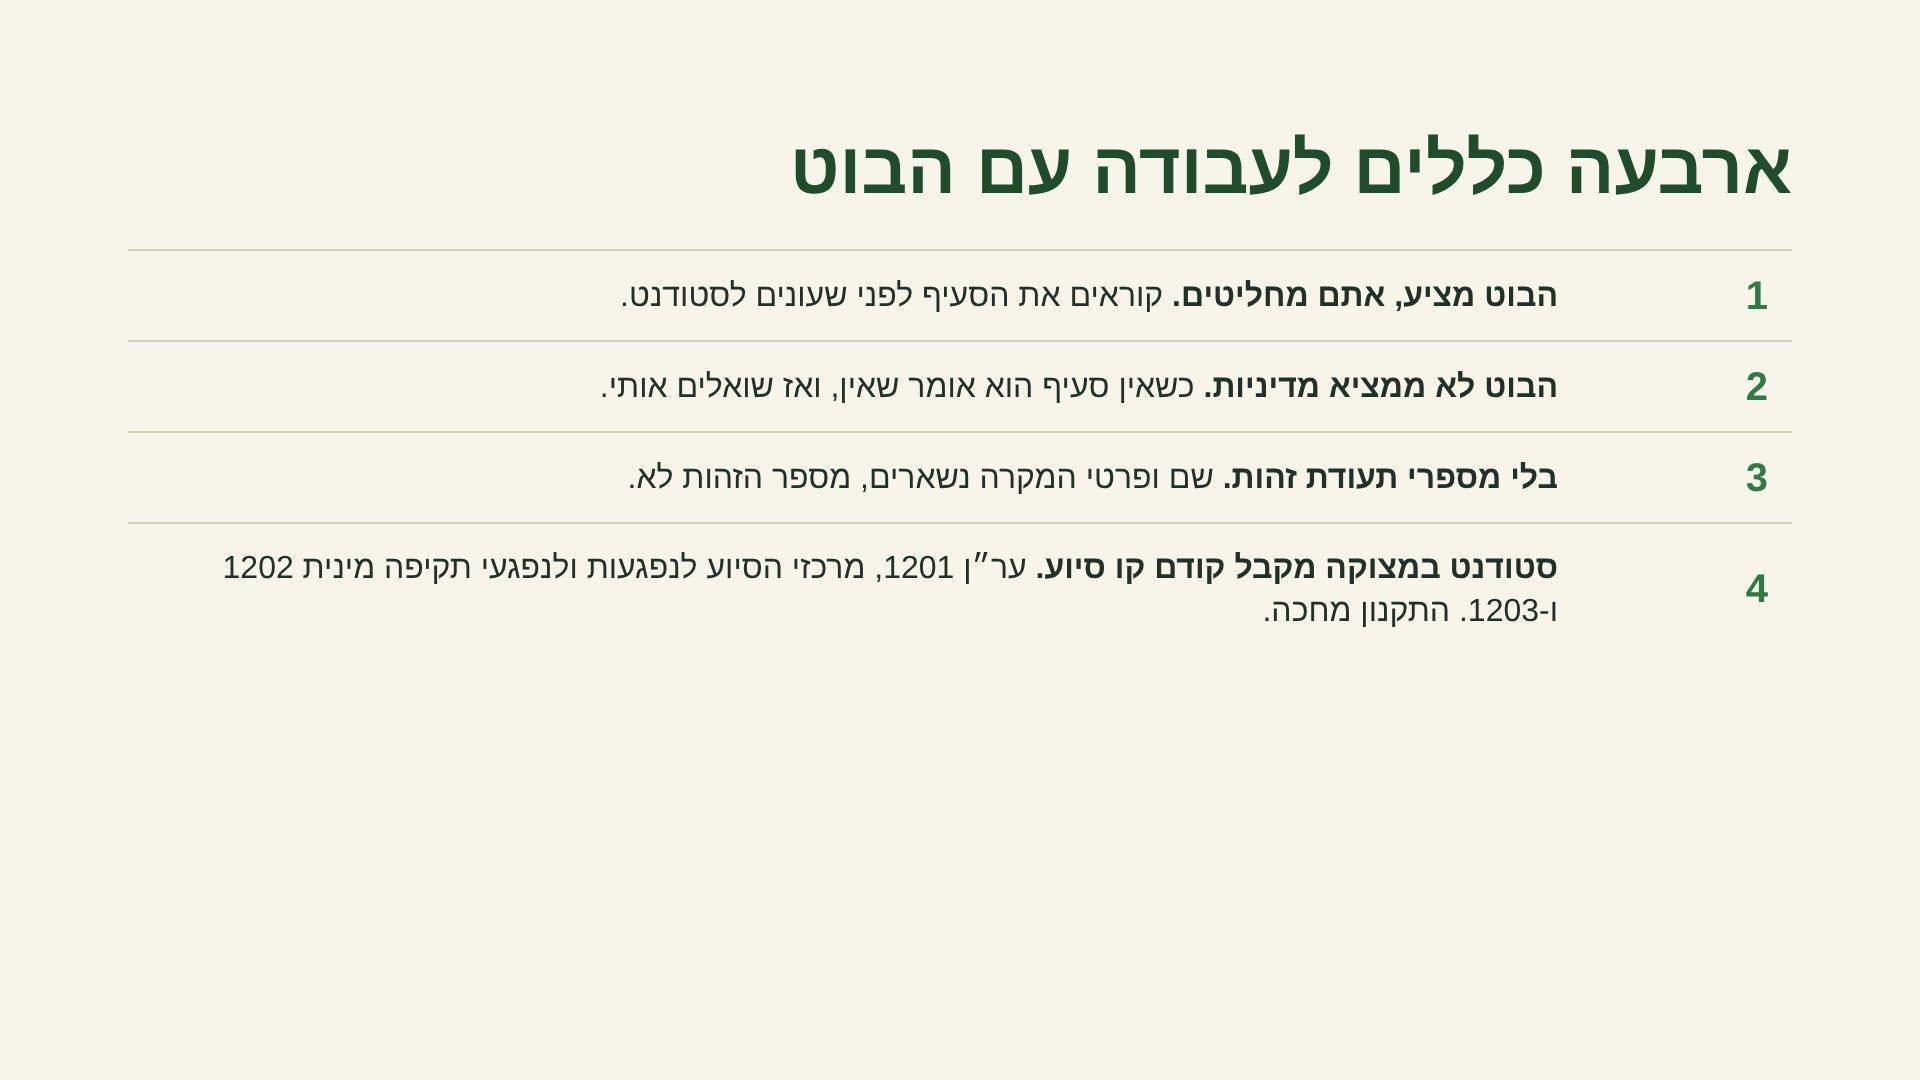 ארבעה כללים לעבודה עם הבוט
1 הבוט מציע, אתם מחליטים. קוראים את הסעיף לפני שעונים לסטודנט.
2 הבוט לא ממציא מדיניות. כשאין סעיף הוא אומר שאין, ואז שואלים אותי.
3 בלי מספרי תעודת זהות. שם ופרטי המקרה נשארים, מספר הזהות לא.
4 סטודנט במצוקה מקבל קודם קו סיוע. ער״ן 1201, מרכזי הסיוע לנפגעות ולנפגעי תקיפה מינית 1202
ו-1203. התקנון מחכה.